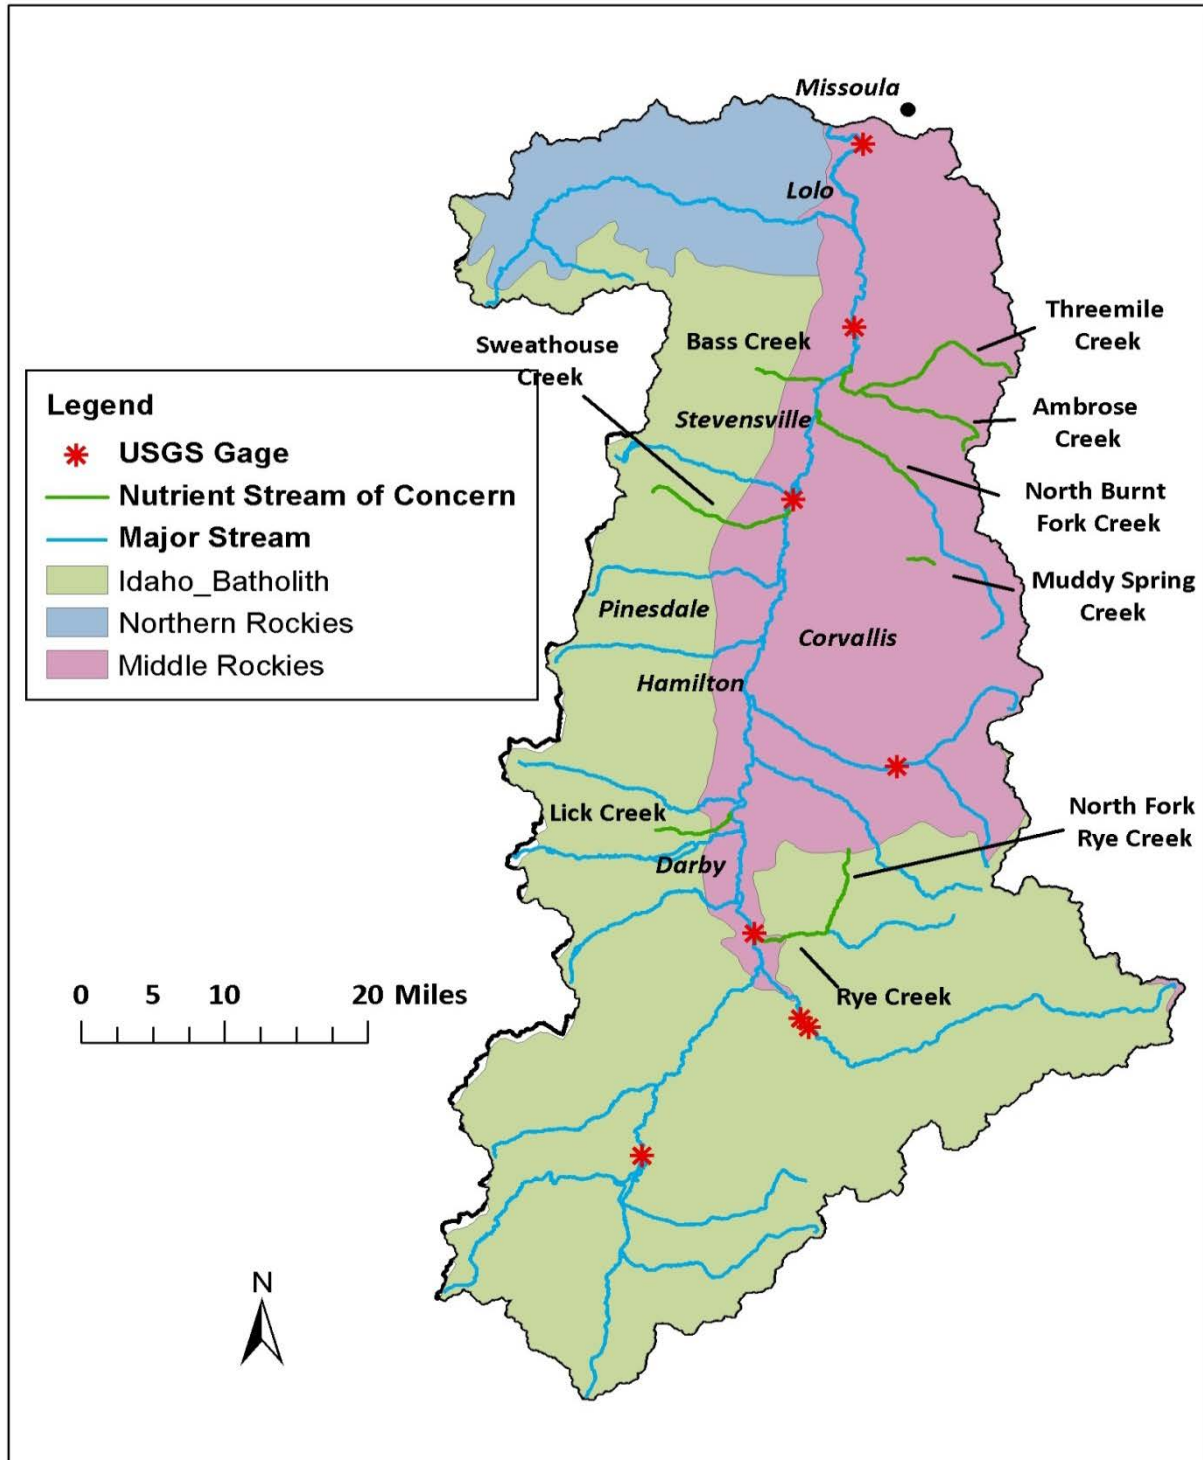 Missoula
Lolo
Threemile
Creek
Sweathouse
Creek
Bass Creek
Ambrose
Creek
Stevensville
North Burnt
Fork Creek
Muddy Spring
Creek
Legend
USGS Gage
Nutrient Stream of Concern
Major Stream
Idaho_Batholith
Northern Rockies
Middle Rockies
Pinesdale
Corvallis
Hamilton
Lick Creek
North Fork
Rye Creek
Darby
Rye Creek
0 5 10 20 Miles
N